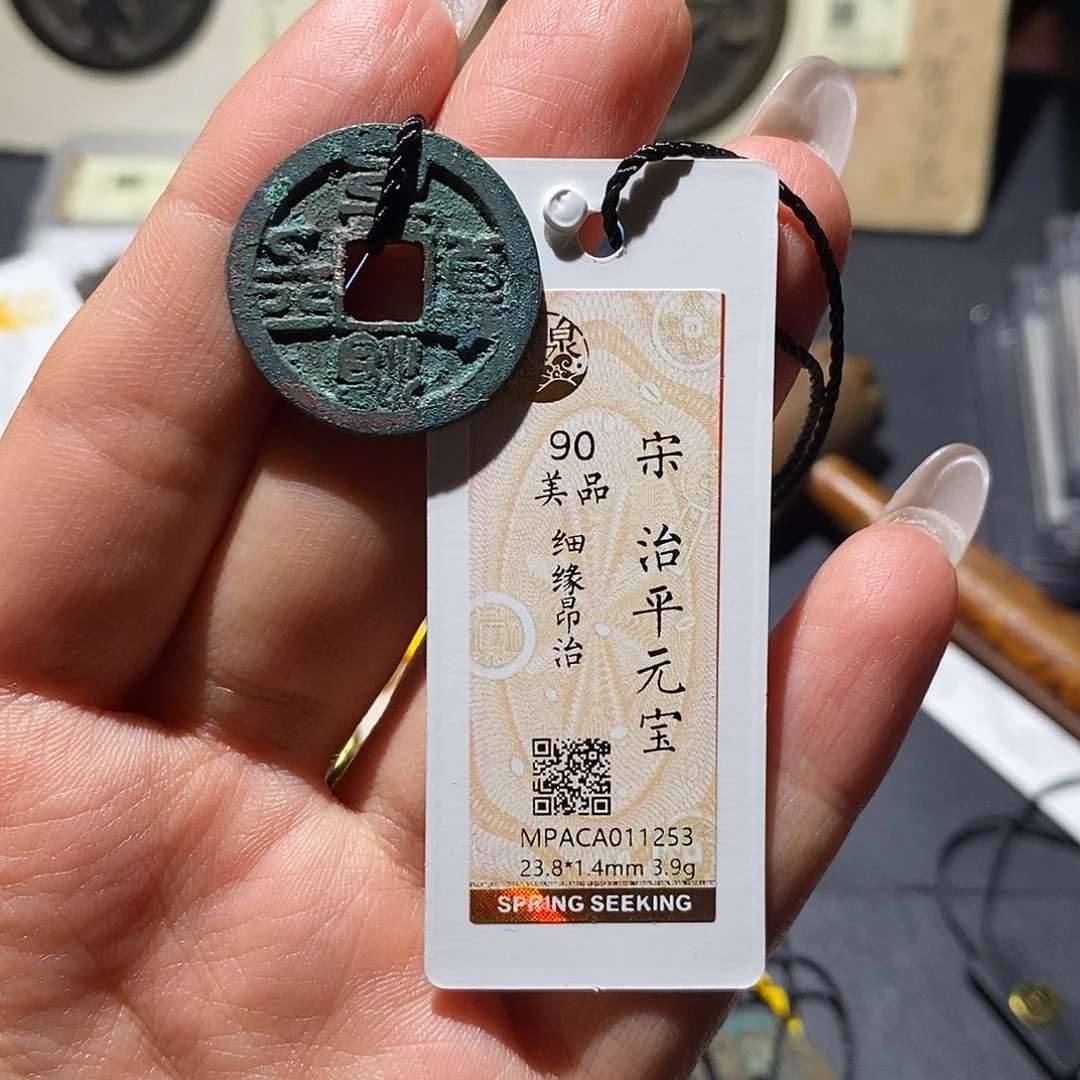 泉
90
美品
细缘昂治
宋 治平元宝
MPACA011253
23.8*1.4mm 3.9g
SPRING SEEKING